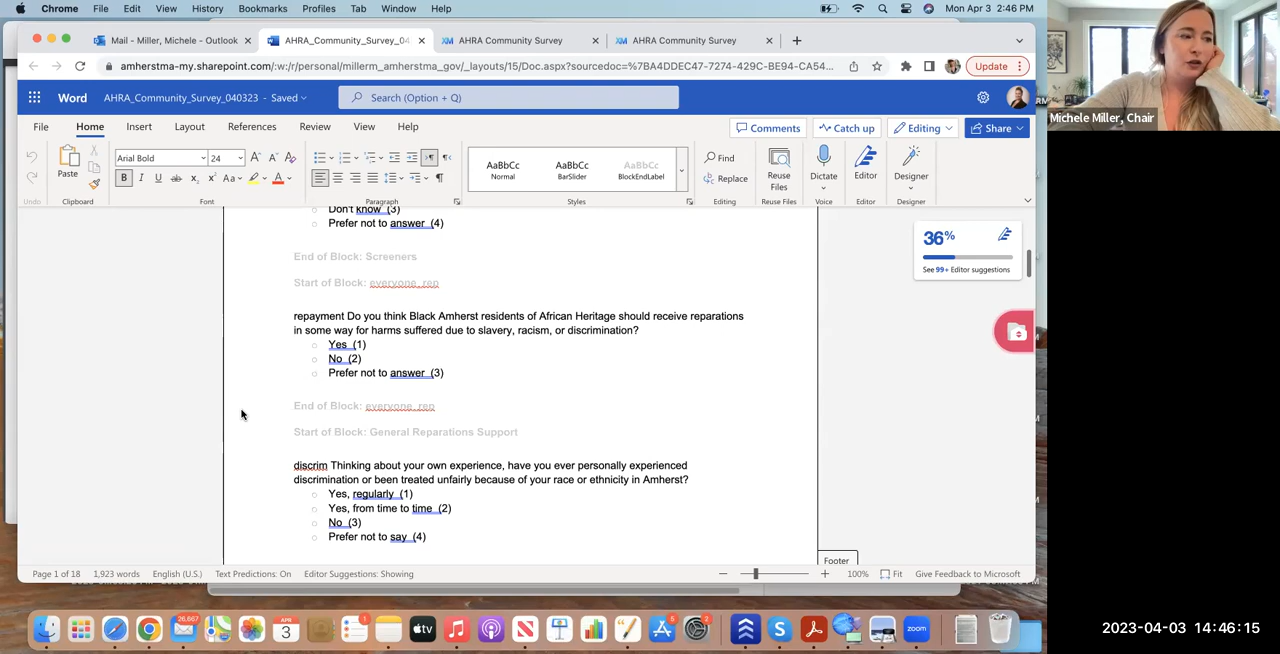 Chrome File Edit View History Bookmarks Profiles Tab Window Help Mon Apr 3 2:46 PM
Mail - Miller, Michele - Outlook
AHRA_Community_Survey_04
AHRA Community Survey
AHRA Community Survey
amherstma-my.sharepoint.com/:w:/r/personal/millerm_amherstma_gov/_layouts/15/Doc.aspx?sourcedoc=%7BA4DDEC47-7274-429C-BE94-CA54...
Update
Word AHRA_Community_Survey_040323 - Saved
Search (Option + Q)
File Home Insert Layout References Review View Help
Comments Catch up Editing Share
Paste
Arial Bold 24
AaBbCc AaBbCc AaBbCc
Normal BarSlider BlockEndLabel
Find
Replace
Reuse Files
Dictate
Editor
Designer
Undo Clipboard Font Paragraph Styles Editing Reuse Files Voice Editor Designer
Don't know (3)
Prefer not to answer (4)
End of Block: Screeners
Start of Block: everyone_rep
repayment Do you think Black Amherst residents of African Heritage should receive reparations
in some way for harms suffered due to slavery, racism, or discrimination?
Yes (1)
No (2)
Prefer not to answer (3)
End of Block: everyone_rep
Start of Block: General Reparations Support
discrim Thinking about your own experience, have you ever personally experienced
discrimination or been treated unfairly because of your race or ethnicity in Amherst?
Yes, regularly (1)
Yes, from time to time (2)
No (3)
Prefer not to say (4)
36%
See 99+ Editor suggestions
Footer
Page 1 of 18 1,923 words English (U.S.) Text Predictions: On Editor Suggestions: Showing 100% Fit Give Feedback to Microsoft
26,667
APR
3
1
tv
5
2
zoom
Michele Miller, Chair
2023-04-03 14:46:15